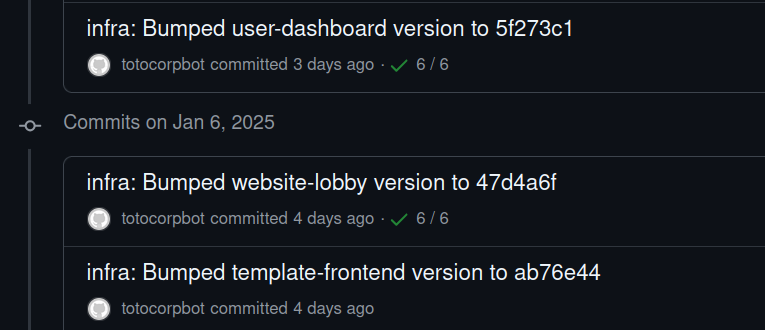 infra: Bumped user-dashboard version to 5f273c1
totocorpbot committed 3 days ago · ✓ 6 / 6
Commits on Jan 6, 2025
infra: Bumped website-lobby version to 47d4a6f
totocorpbot committed 4 days ago · ✓ 6 / 6
infra: Bumped template-frontend version to ab76e44
totocorpbot committed 4 days ago